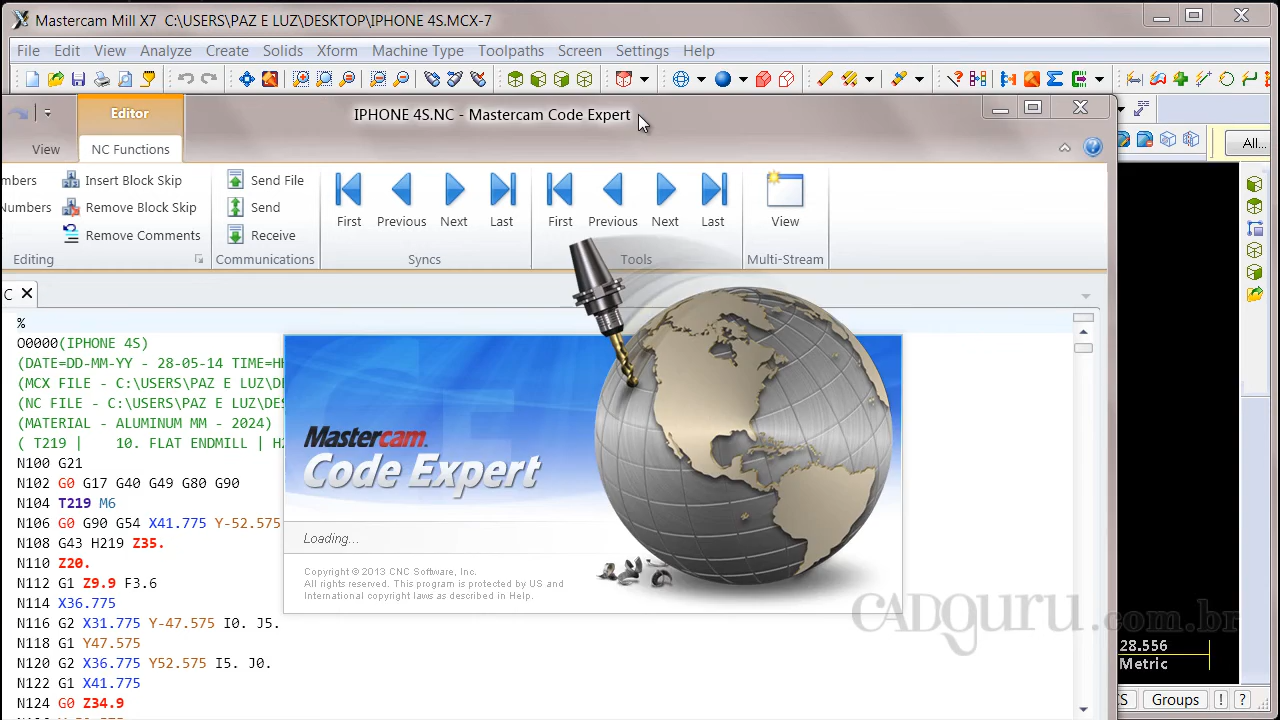 Mastercam Mill X7 C:\USERS\PAZ E LUZ\DESKTOP\IPHONE 4S.MCX-7
File Edit View Analyze Create Solids Xform Machine Type Toolpaths Screen Settings Help
Editor
IPHONE 4S.NC - Mastercam Code Expert
View NC Functions
All...
mbers Insert Block Skip Send File
Numbers Remove Block Skip Send
Remove Comments Receive
First Previous Next Last First Previous Next Last View
Editing Communications Syncs Tools Multi-Stream
C
%
O0000(IPHONE 4S)
(DATE=DD-MM-YY - 28-05-14 TIME=HH
(MCX FILE - C:\USERS\PAZ E LUZ\DE
(NC FILE - C:\USERS\PAZ E LUZ\DES
(MATERIAL - ALUMINUM MM - 2024)
( T219 | 10. FLAT ENDMILL | H2
N100 G21
N102 G0 G17 G40 G49 G80 G90
N104 T219 M6
N106 G0 G90 G54 X41.775 Y-52.575
N108 G43 H219 Z35.
N110 Z20.
N112 G1 Z9.9 F3.6
N114 X36.775
N116 G2 X31.775 Y-47.575 I0. J5.
N118 G1 Y47.575
N120 G2 X36.775 Y52.575 I5. J0.
N122 G1 X41.775
N124 G0 Z34.9
Mastercam.
Code Expert
Loading...
Copyright © 2013 CNC Software, Inc.
All rights reserved. This program is protected by US and
International copyright laws as described in Help.
CADGURU.com.br
28.556
Metric
CS Groups ! ?